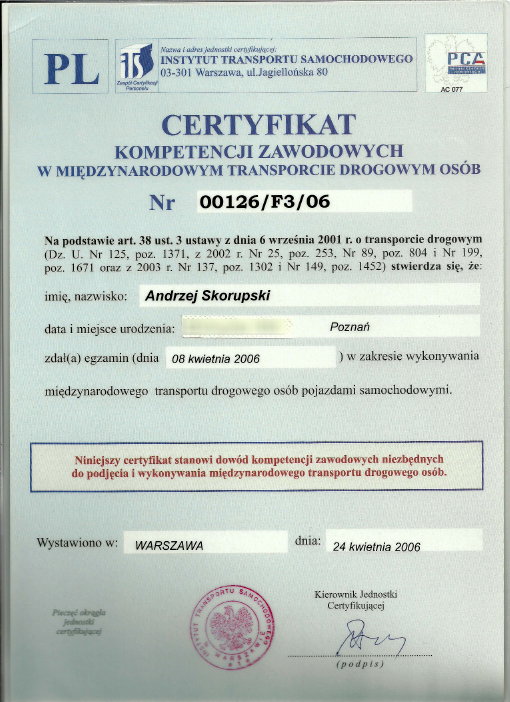 PL
ITS
Zespół Certyfikacji
Personelu
Nazwa i adres jednostki certyfikującej:
INSTYTUT TRANSPORTU SAMOCHODOWEGO
03-301 Warszawa, ul.Jagiellońska 80
PCA
AC 077
CERTYFIKAT
KOMPETENCJI ZAWODOWYCH
W MIĘDZYNARODOWYM TRANSPORCIE DROGOWYM OSÓB
Nr 00126/F3/06
Na podstawie art. 38 ust. 3 ustawy z dnia 6 września 2001 r. o transporcie drogowym
(Dz. U. Nr 125, poz. 1371, z 2002 r. Nr 25, poz. 253, Nr 89, poz. 804 i Nr 199,
poz. 1671 oraz z 2003 r. Nr 137, poz. 1302 i Nr 149, poz. 1452) stwierdza się, że:
imię, nazwisko: Andrzej Skorupski
data i miejsce urodzenia: Poznań
zdał(a) egzamin (dnia 08 kwietnia 2006 ) w zakresie wykonywania
międzynarodowego transportu drogowego osób pojazdami samochodowymi.
Niniejszy certyfikat stanowi dowód kompetencji zawodowych niezbędnych
do podjęcia i wykonywania międzynarodowego transportu drogowego osób.
Wystawiono w: WARSZAWA dnia: 24 kwietnia 2006
Pieczęć okrągła
jednostki
certyfikującej
INSTYTUT TRANSPORTU SAMOCHODOWEGO
WARSZAWIE
Kierownik Jednostki
Certyfikującej
(podpis)